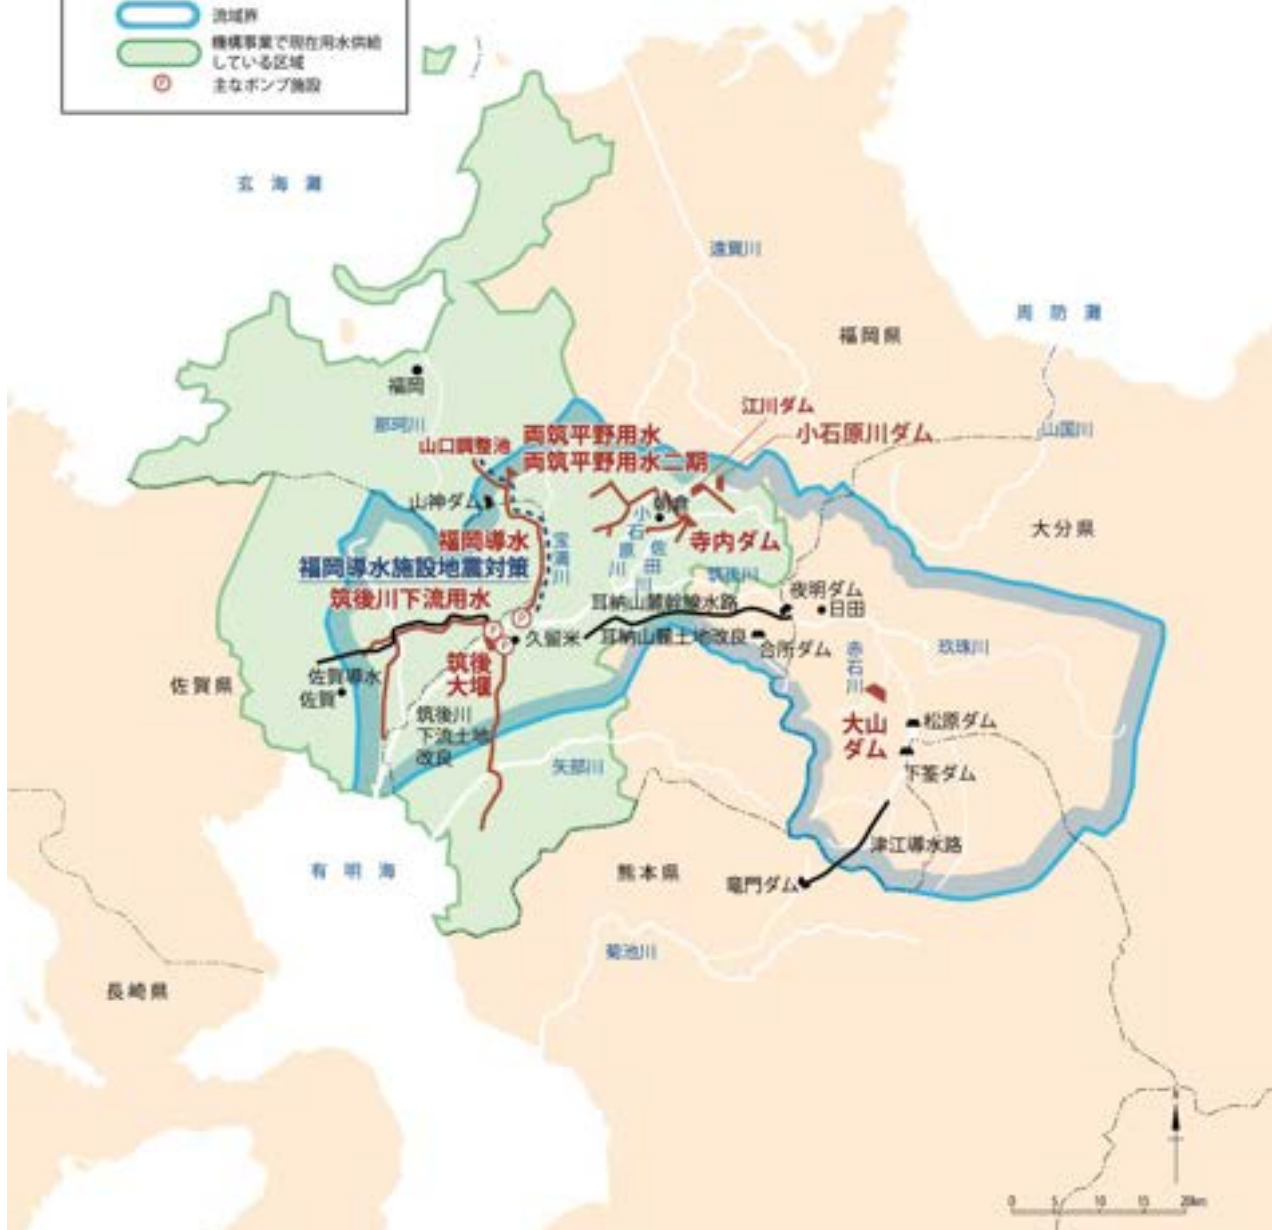 流域界
機構事業で現在用水供給
している区域
P
主なポンプ施設
玄海灘
遠賀川
周防灘
福岡県
福岡
江川ダム
那珂川
山口調整池
両筑平野用水
小石原川ダム
山国川
両筑平野用水二期
山神ダム
朝倉
小石原川
大分県
福岡導水
宝満川
佐田川
寺内ダム
福岡導水施設地震対策
筑後川
筑後川下流用水
耳納山麓幹線水路
夜明ダム
日田
P
P
P
久留米
耳納山麓土地改良
合所ダム
赤石川
玖珠川
筑後
大堰
佐賀県
佐賀導水
佐賀
筑後川
下流土地
改良
大山
ダム
松原ダム
矢部川
下筌ダム
津江導水路
有明海
熊本県
竜門ダム
菊池川
長崎県
0 5 10 15 20km